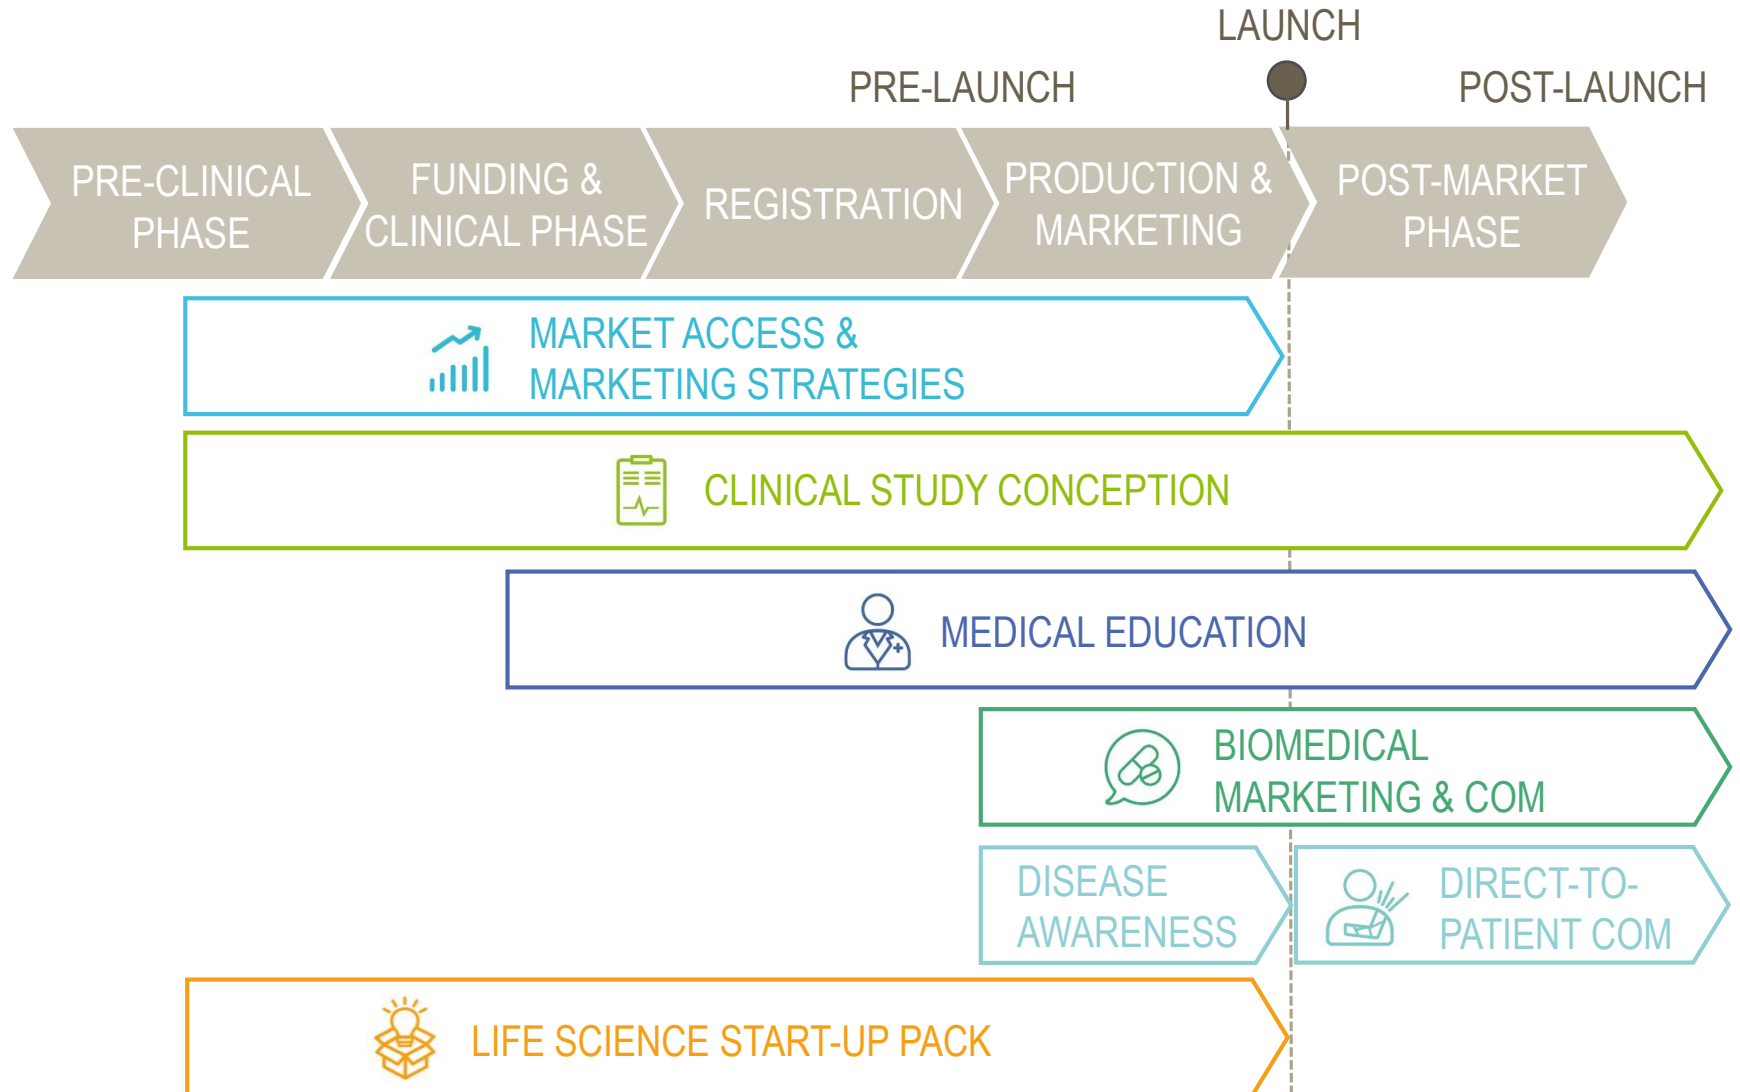 LAUNCH
PRE-LAUNCH
POST-LAUNCH
PRE-CLINICAL
PHASE
FUNDING &
CLINICAL PHASE
REGISTRATION
PRODUCTION &
MARKETING
POST-MARKET
PHASE
MARKET ACCESS &
MARKETING STRATEGIES
CLINICAL STUDY CONCEPTION
MEDICAL EDUCATION
BIOMEDICAL
MARKETING & COM
DISEASE
AWARENESS
DIRECT-TO-
PATIENT COM
LIFE SCIENCE START-UP PACK